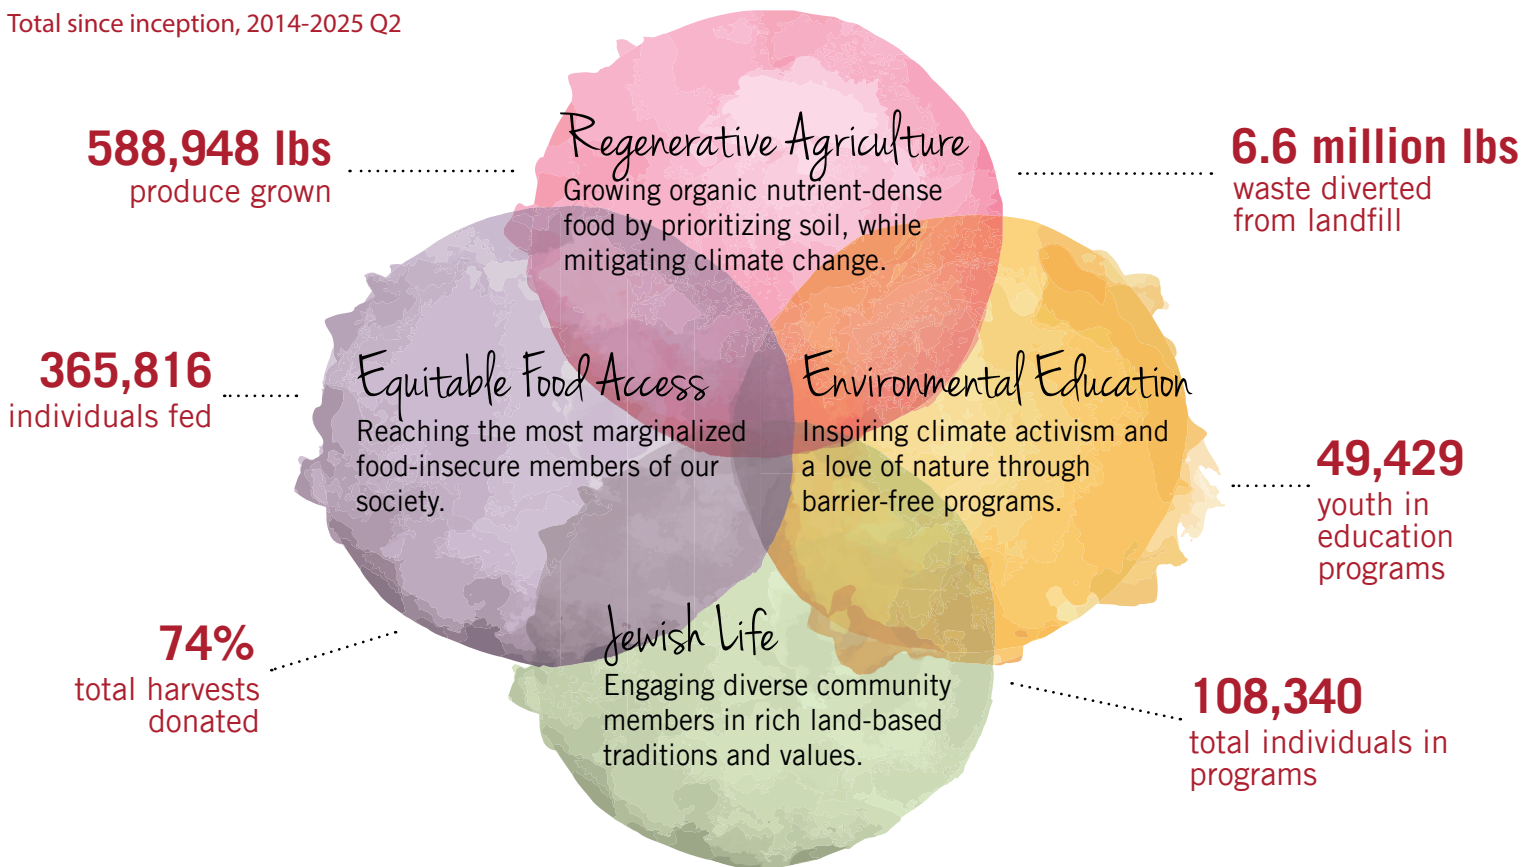 Total since inception, 2014-2025 Q2
588,948 lbs
produce grown
Regenerative Agriculture
Growing organic nutrient-dense
food by prioritizing soil, while
mitigating climate change.
6.6 million lbs
waste diverted
from landfill
365,816
individuals fed
Equitable Food Access
Reaching the most marginalized
food-insecure members of our
society.
Environmental Education
Inspiring climate activism and
a love of nature through
barrier-free programs.
49,429
youth in
education
programs
74%
total harvests
donated
Jewish Life
Engaging diverse community
members in rich land-based
traditions and values.
108,340
total individuals in
programs